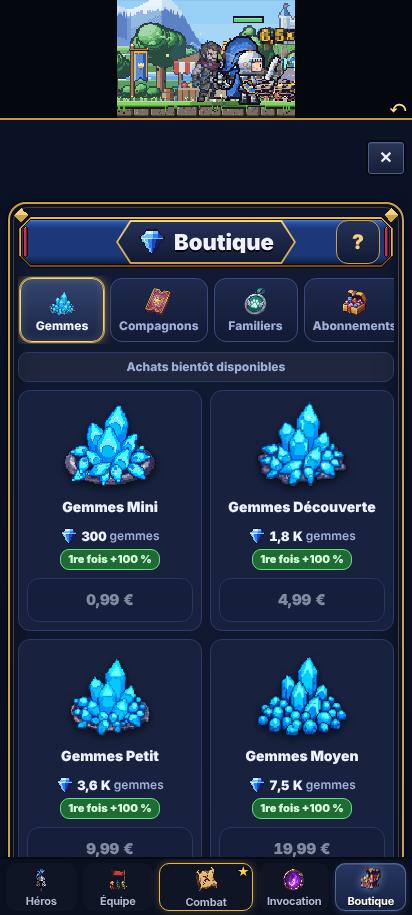 6,5x
×
Boutique
?
Gemmes
Compagnons
Familiers
Abonnements
Achats bientôt disponibles
Gemmes Mini
300 gemmes
1re fois +100 %
0,99 €
Gemmes Découverte
1,8 K gemmes
1re fois +100 %
4,99 €
Gemmes Petit
3,6 K gemmes
1re fois +100 %
9,99 €
Gemmes Moyen
7,5 K gemmes
1re fois +100 %
19,99 €
Héros
Équipe
Combat
Invocation
Boutique